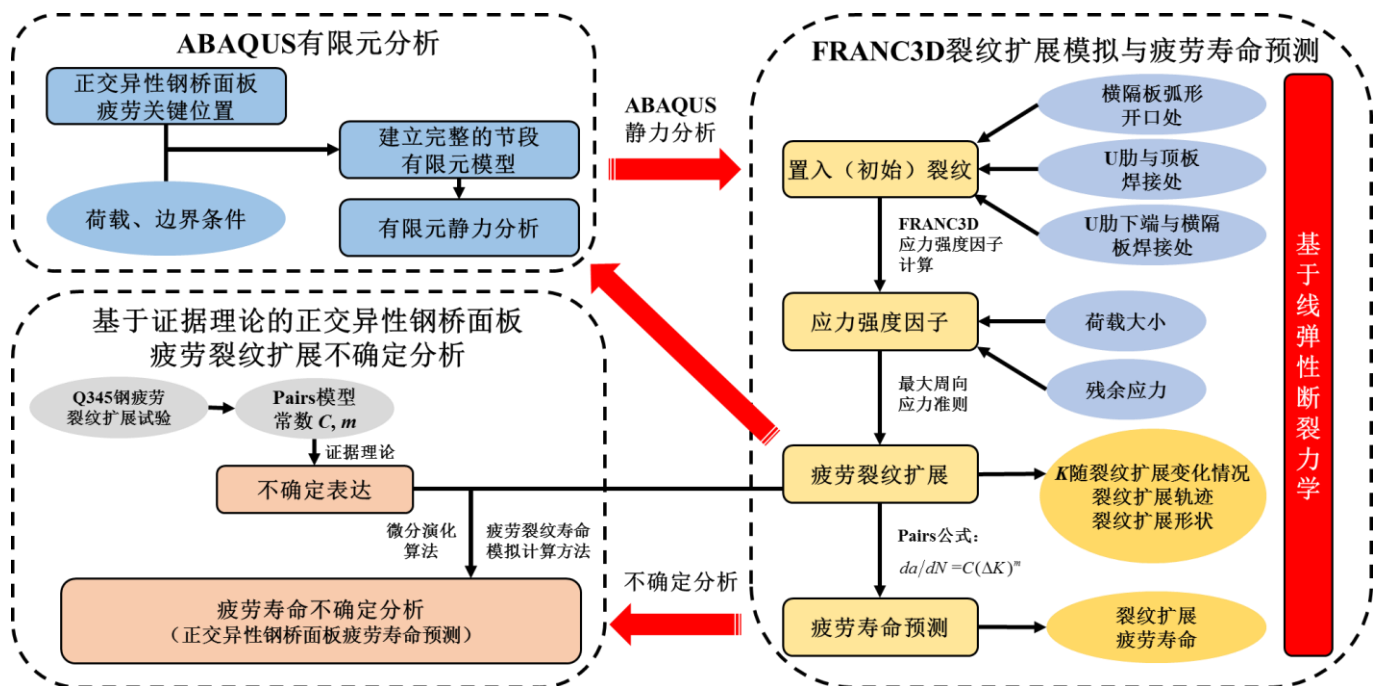 ABAQUS有限元分析
正交异性钢桥面板
疲劳关键位置
建立完整的节段
有限元模型
荷载、边界条件
有限元静力分析
ABAQUS
静力分析
FRANC3D裂纹扩展模拟与疲劳寿命预测
横隔板弧形
开口处
置入（初始）裂纹
U肋与顶板
焊接处
U肋下端与横隔
板焊接处
FRANC3D
应力强度因子
计算
应力强度因子
荷载大小
残余应力
最大周向
应力准则
疲劳裂纹扩展
K随裂纹扩展变化情况
裂纹扩展轨迹
裂纹扩展形状
Pairs公式：
da/dN=C(ΔK)^m
疲劳寿命预测
裂纹扩展
疲劳寿命
基于线弹性断裂力学
基于证据理论的正交异性钢桥面板
疲劳裂纹扩展不确定分析
Q345钢疲劳
裂纹扩展试验
Pairs模型
常数 C, m
证据理论
不确定表达
微分演化
算法
疲劳裂纹寿命
模拟计算方法
疲劳寿命不确定分析
（正交异性钢桥面板疲劳寿命预测）
不确定分析